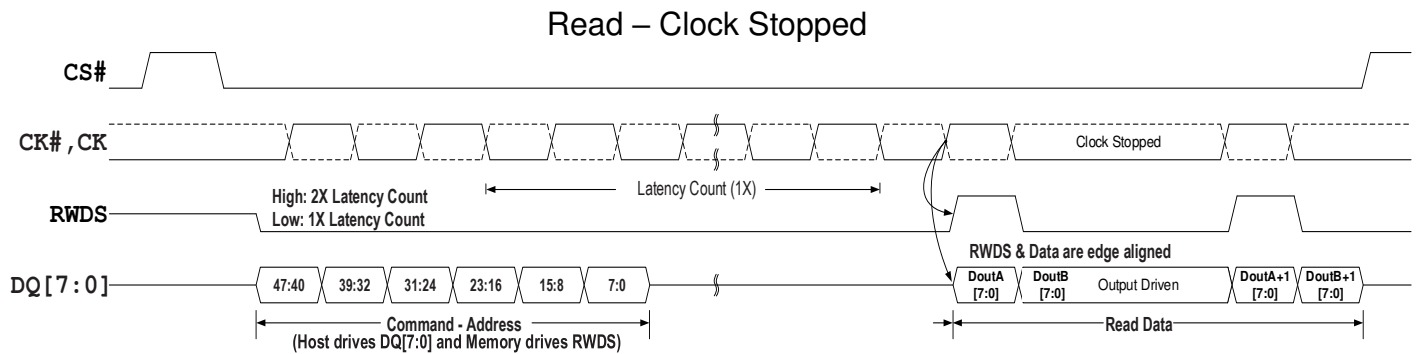 Read – Clock Stopped
CS#
CK#,CK
Clock Stopped
Latency Count (1X)
High: 2X Latency Count
Low: 1X Latency Count
RWDS
RWDS & Data are edge aligned
DQ[7:0]
47:40 39:32 31:24 23:16 15:8 7:0
DoutA DoutB Output Driven DoutA+1 DoutB+1
[7:0] [7:0] [7:0] [7:0]
Command - Address
Read Data
(Host drives DQ[7:0] and Memory drives RWDS)